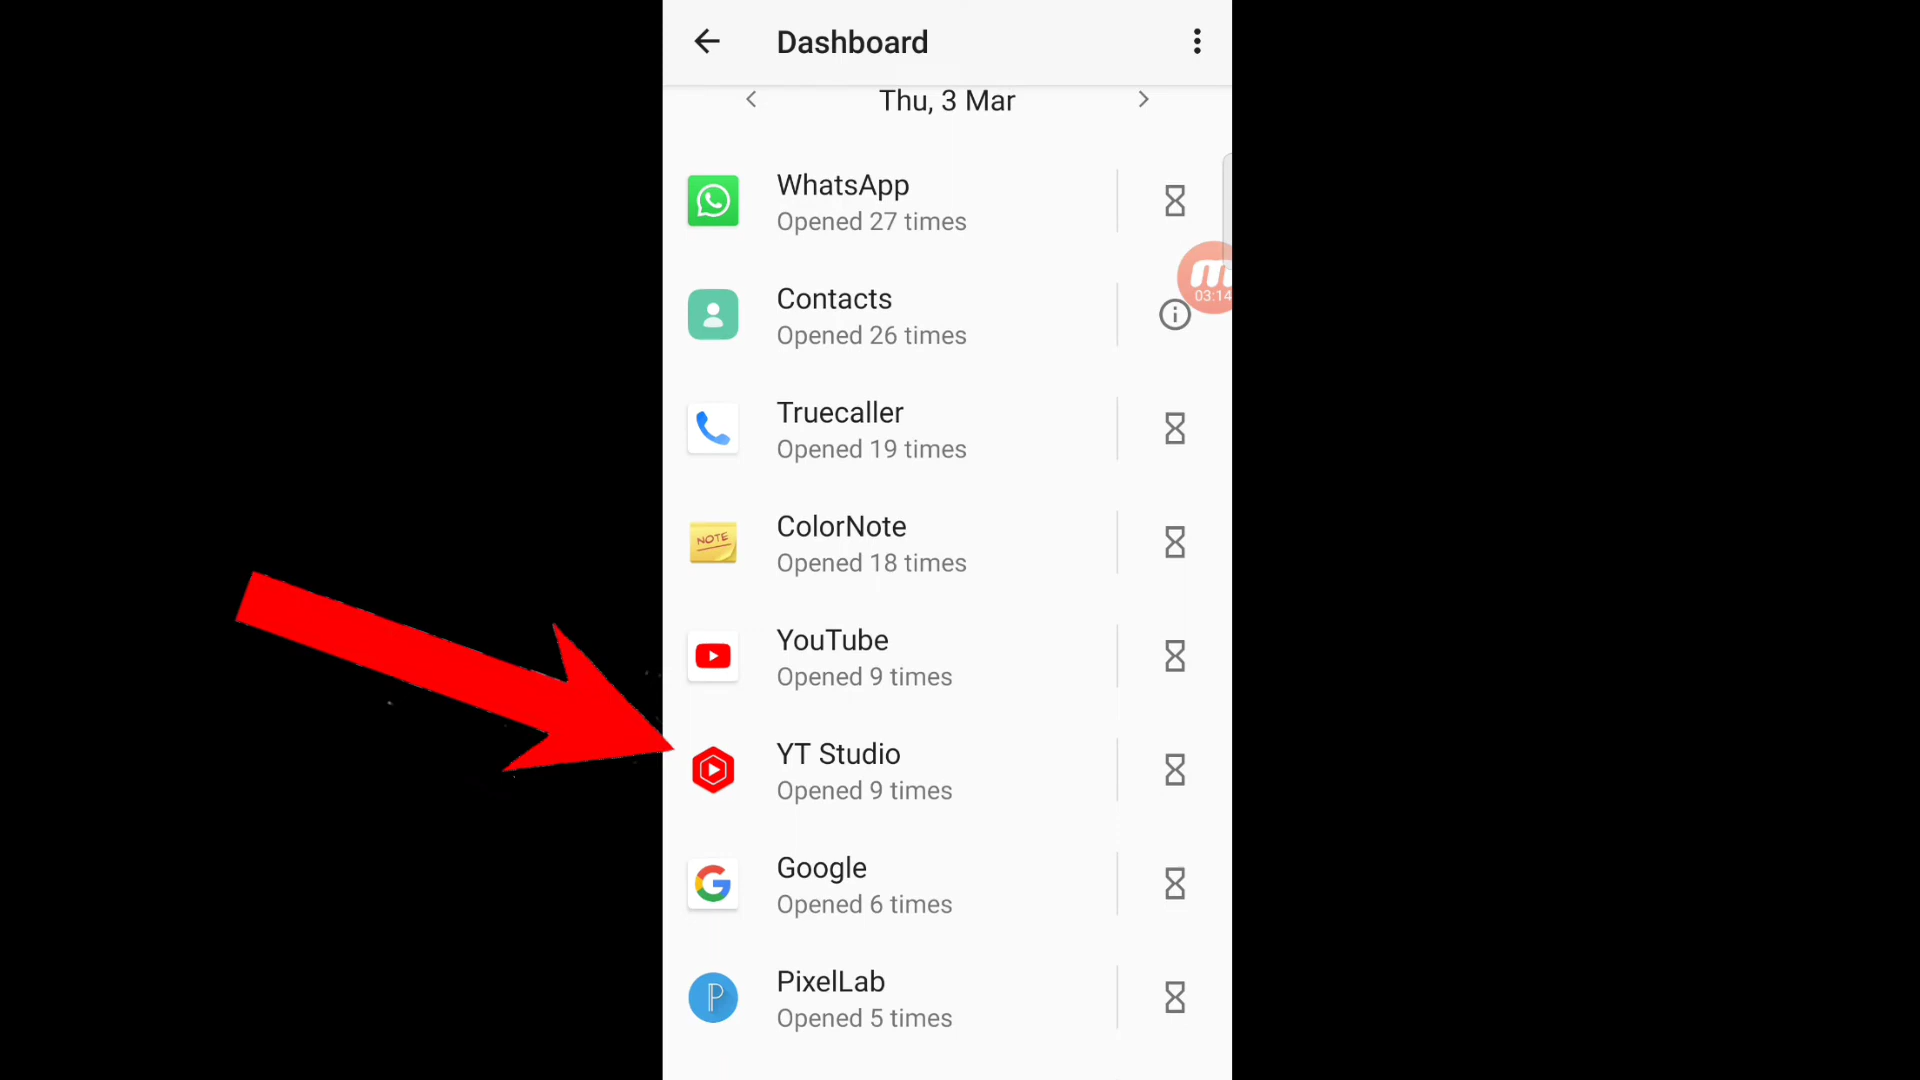 Dashboard
Thu, 3 Mar
WhatsApp
Opened 27 times
Contacts
Opened 26 times
03:14
Truecaller
Opened 19 times
NOTE
ColorNote
Opened 18 times
YouTube
Opened 9 times
YT Studio
Opened 9 times
Google
Opened 6 times
PixelLab
Opened 5 times